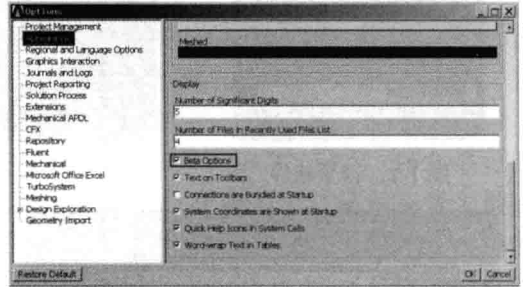 Options
Project Management
Appearance
Regional and Language Options
Graphics Interaction
Journals and Logs
Project Reporting
Solution Process
Extensions
Mechanical APDL
CFX
Repository
Fluent
Mechanical
Microsoft Office Excel
TurboSystem
Meshing
Design Exploration
Geometry Import
Meshed
Display
Number of Significant Digits
5
Number of Files in Recently Used Files List
4
Beta Options
Text on Toolbars
Connections are Bundled at Startup
System Coordinates are Shown at Startup
Quick Help Icons in System Cells
Word-wrap Text in Tables
Restore Default
OK
Cancel